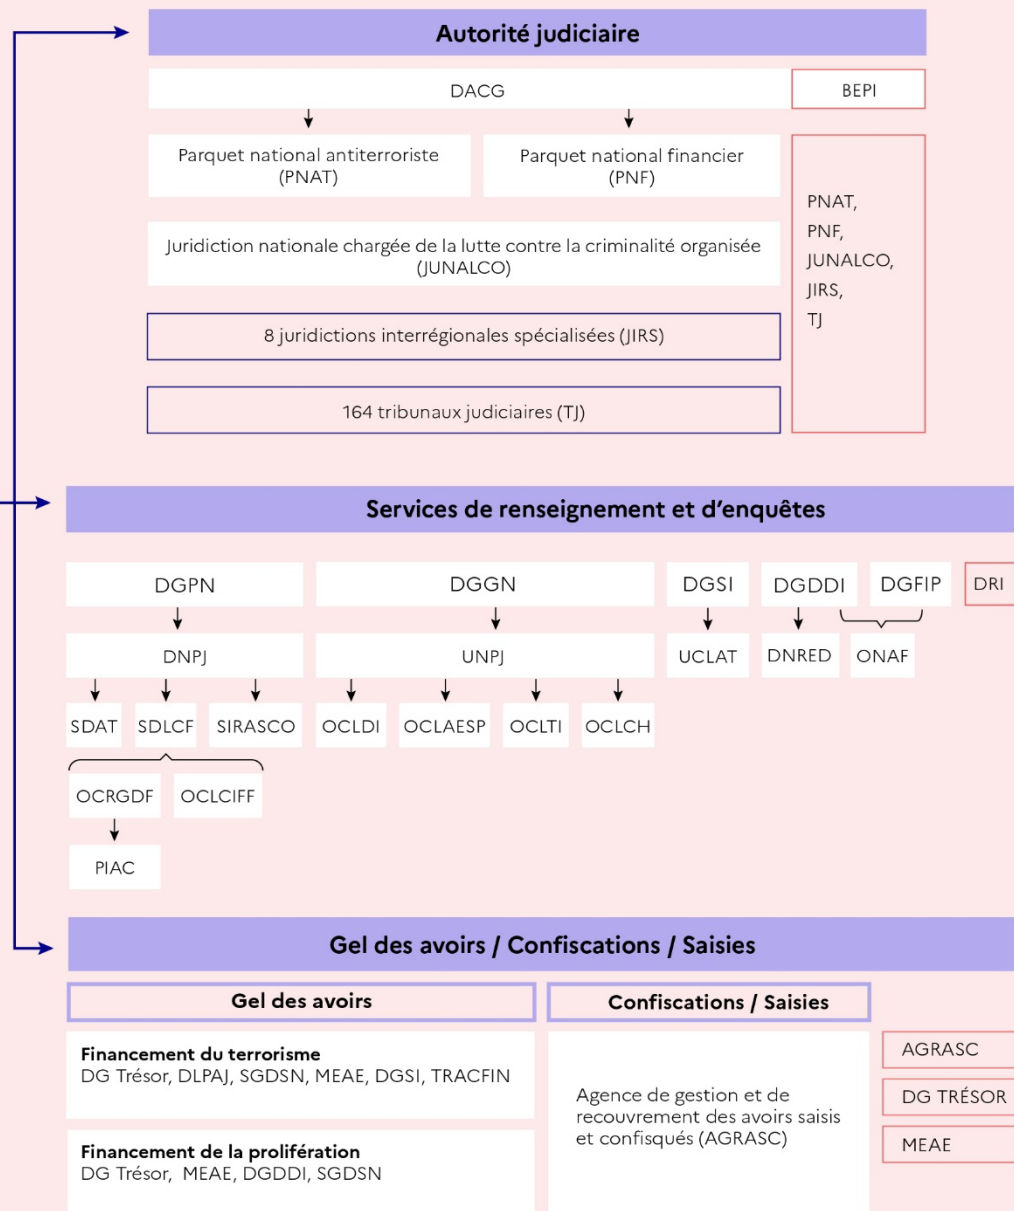 Autorité judiciaire
DACG
BEPI
Parquet national antiterroriste
(PNAT)
Parquet national financier
(PNF)
Juridiction nationale chargée de la lutte contre la criminalité organisée
(JUNALCO)
8 juridictions interrégionales spécialisées (JIRS)
164 tribunaux judiciaires (TJ)
PNAT,
PNF,
JUNALCO,
JIRS,
TJ
Services de renseignement et d’enquêtes
DGPN
DGGN
DGSI
DGDDI
DGFIP
DRI
DNPJ
UNPJ
UCLAT
DNRED
ONAF
SDAT
SDLCF
SIRASCO
OCLDI
OCLAESP
OCLTI
OCLCH
OCRGDF
OCLCIFF
PIAC
Gel des avoirs / Confiscations / Saisies
Gel des avoirs
Confiscations / Saisies
Financement du terrorisme
DG Trésor, DLPAJ, SGDSN, MEAE, DGSI, TRACFIN
Financement de la prolifération
DG Trésor, MEAE, DGDDI, SGDSN
Agence de gestion et de
recouvrement des avoirs saisis
et confisqués (AGRASC)
AGRASC
DG TRÉSOR
MEAE